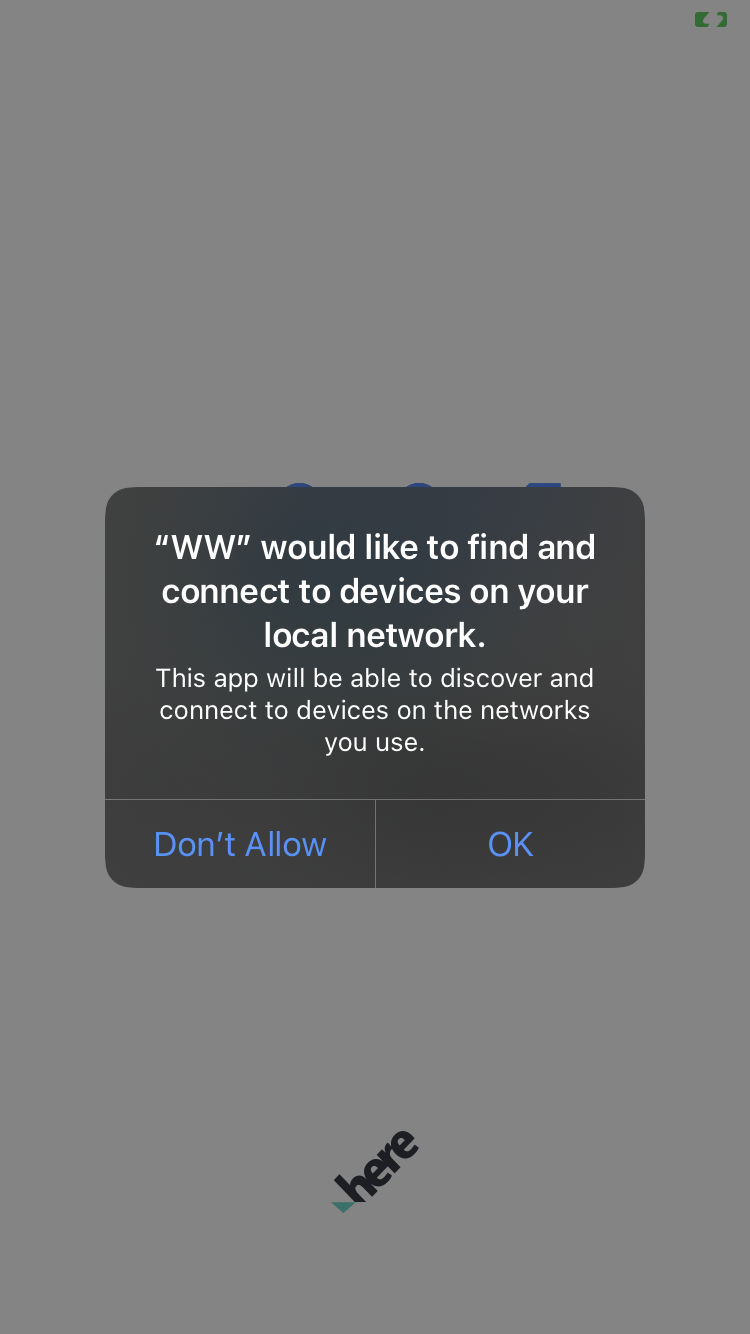 “WW” would like to find and
connect to devices on your
local network.
This app will be able to discover and
connect to devices on the networks
you use.
Don’t Allow
OK
here